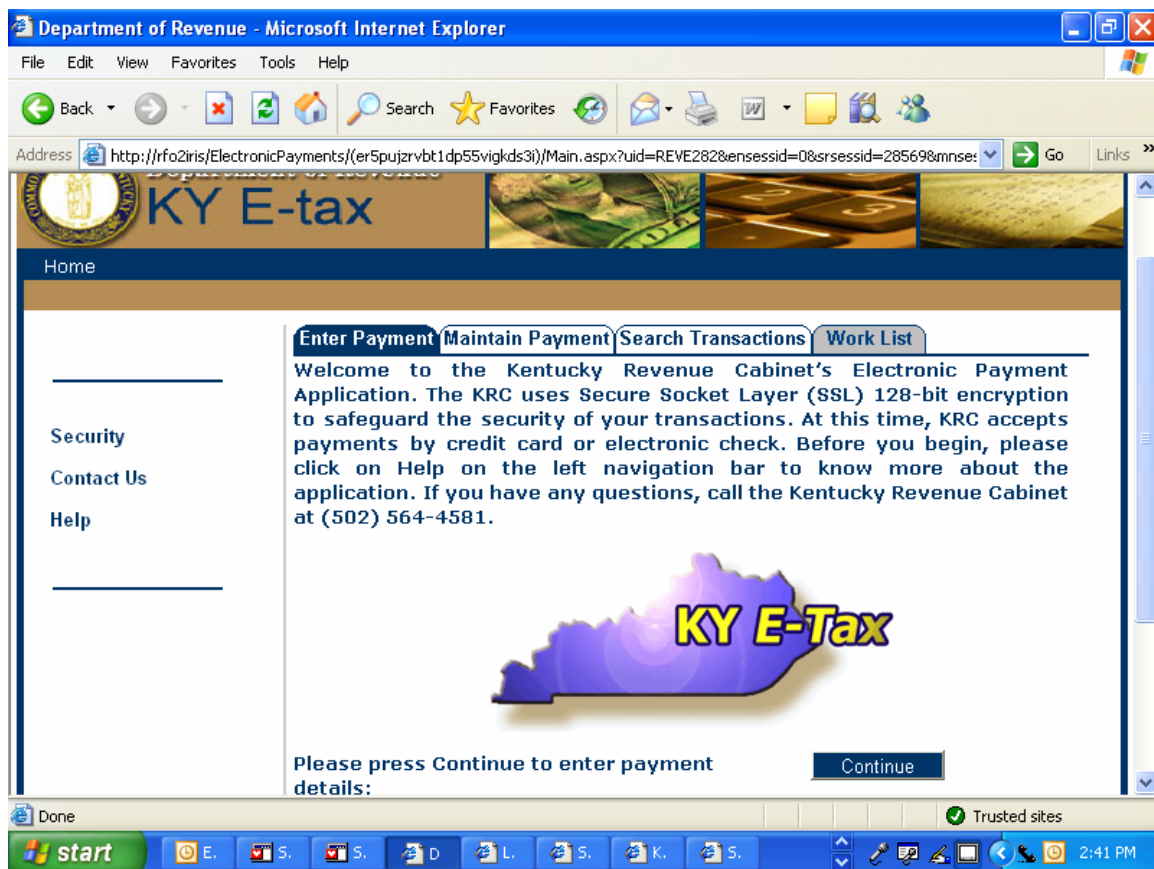 Department of Revenue - Microsoft Internet Explorer
File Edit View Favorites Tools Help
Back Search Favorites
Address http://rfo2iris/ElectronicPayments/(er5pujzrvbt1dp55vigkds3i)/Main.aspx?uid=REVE282&ensessid=0&srsessid=28569&mnses Go Links »
Department of Revenue
KY E-tax
Home
Enter Payment Maintain Payment Search Transactions Work List
Welcome to the Kentucky Revenue Cabinet's Electronic Payment
Application. The KRC uses Secure Socket Layer (SSL) 128-bit encryption
to safeguard the security of your transactions. At this time, KRC accepts
payments by credit card or electronic check. Before you begin, please
click on Help on the left navigation bar to know more about the
application. If you have any questions, call the Kentucky Revenue Cabinet
at (502) 564-4581.
Security
Contact Us
Help
KY E-Tax
Please press Continue to enter payment
details:
Continue
Done Trusted sites
start E. S. S. D L. S. K. S. 2:41 PM